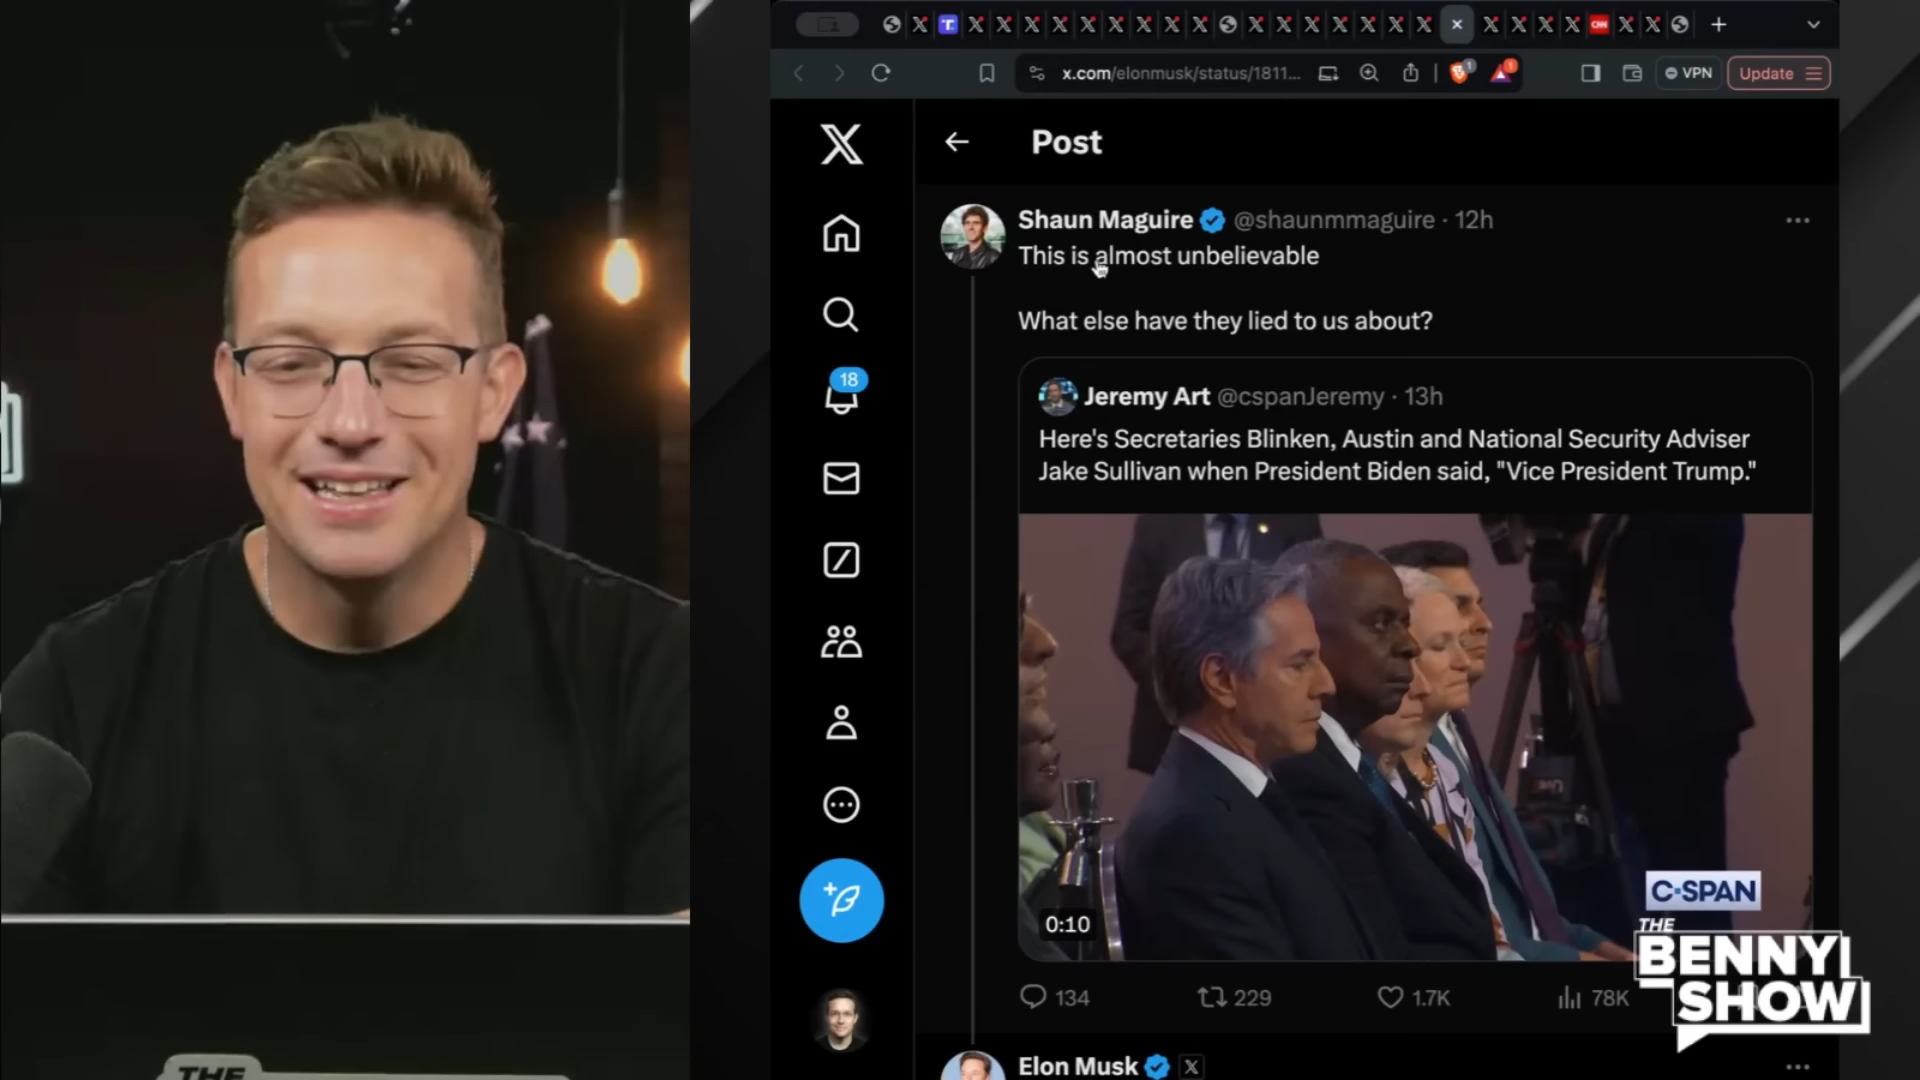 x.com/elonmusk/status/1811...
1
1
VPN
Update
CNN
Post
Shaun Maguire @shaunmmaguire · 12h
This is almost unbelievable
What else have they lied to us about?
18
Jeremy Art @cspanJeremy · 13h
Here's Secretaries Blinken, Austin and National Security Adviser
Jake Sullivan when President Biden said, "Vice President Trump."
0:10
C-SPAN
134
229
1.7K
78K
THE
BENNY
SHOW
Elon Musk
THE